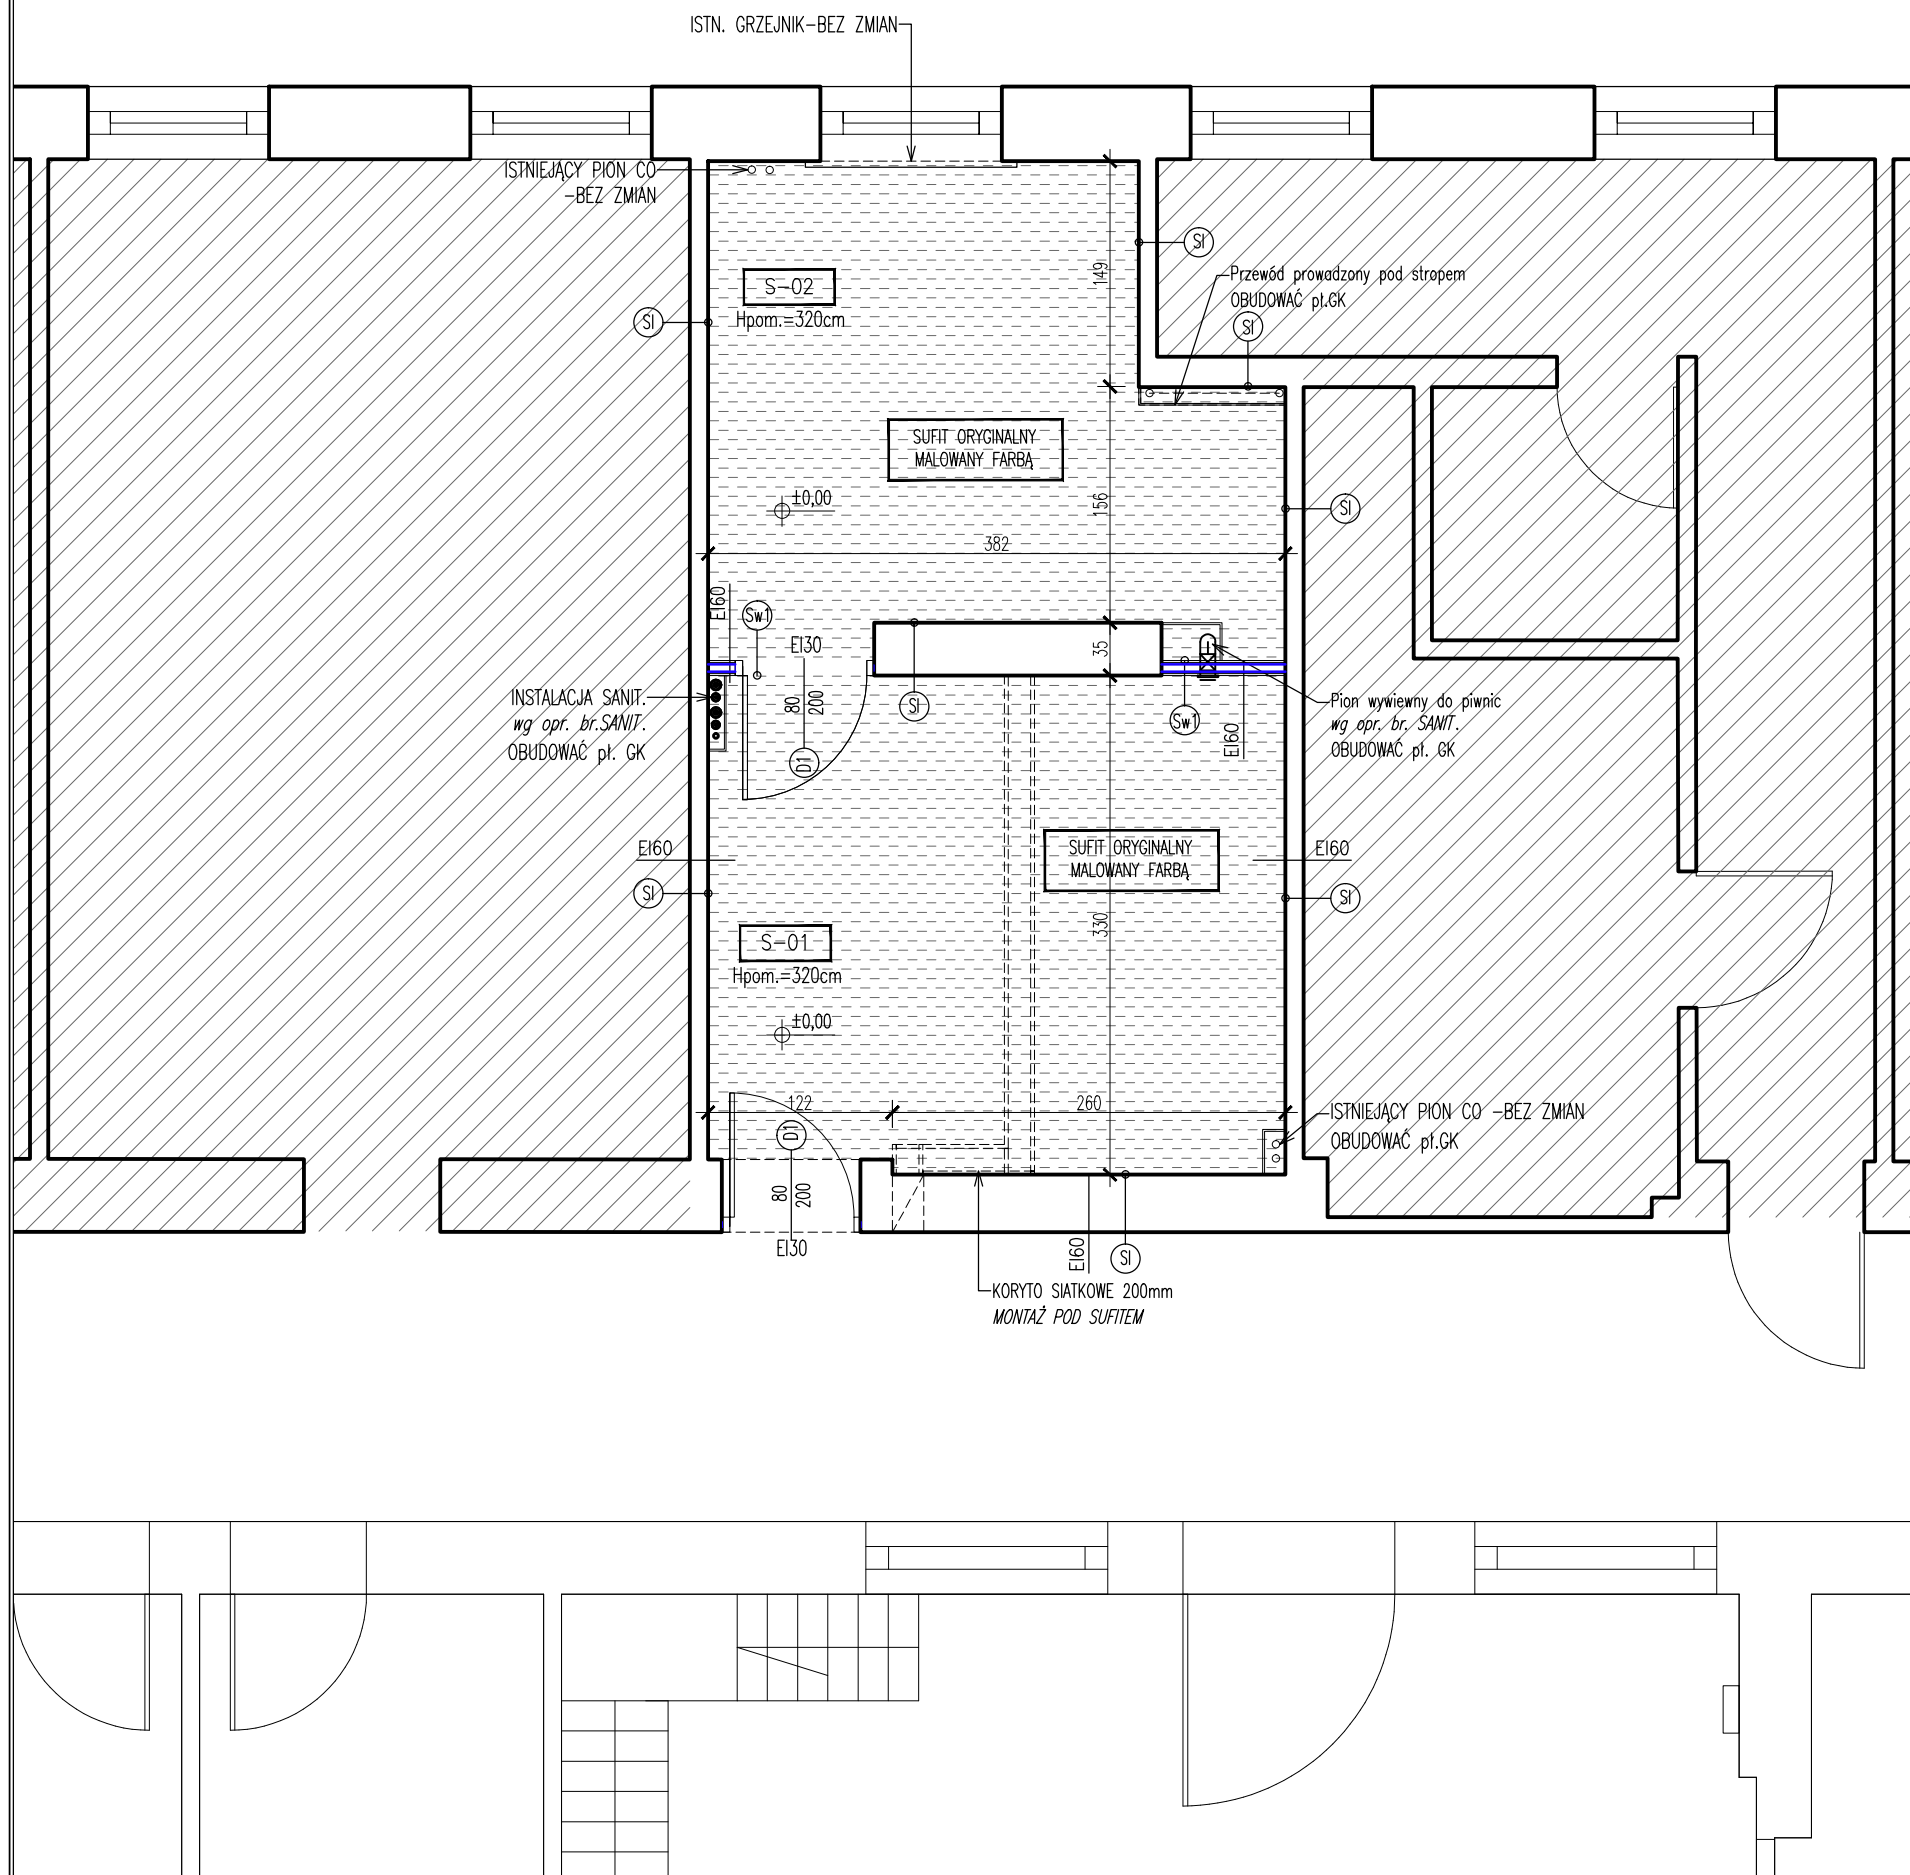 ISTN. GRZEJNIK-BEZ ZMIAN
ISTNIEJĄCY PION CO
-BEZ ZMIAN
SI
149
Przewód prowadzony pod stropem
OBUDOWAĆ pł.GK
S-02
Hpom.=320cm
SI
SI
SUFIT ORYGINALNY
MALOWANY FARBĄ
±0,00
156
SI
382
EI60
Sw1
EI30
35
INSTALACJA SANIT.
wg opr. br.SANIT.
OBUDOWAĆ pł. GK
80
200
D1
SI
Sw1
EI60
Pion wywiewny do piwnic
wg opr. br. SANIT.
OBUDOWAĆ pł. GK
EI60
SUFIT ORYGINALNY
MALOWANY FARBĄ
EI60
SI
SI
330
S-01
Hpom.=320cm
±0,00
122
260
ISTNIEJĄCY PION CO -BEZ ZMIAN
OBUDOWAĆ pł.GK
D1
80
200
EI30
EI60
SI
KORYTO SIATKOWE 200mm
MONTAŻ POD SUFITEM